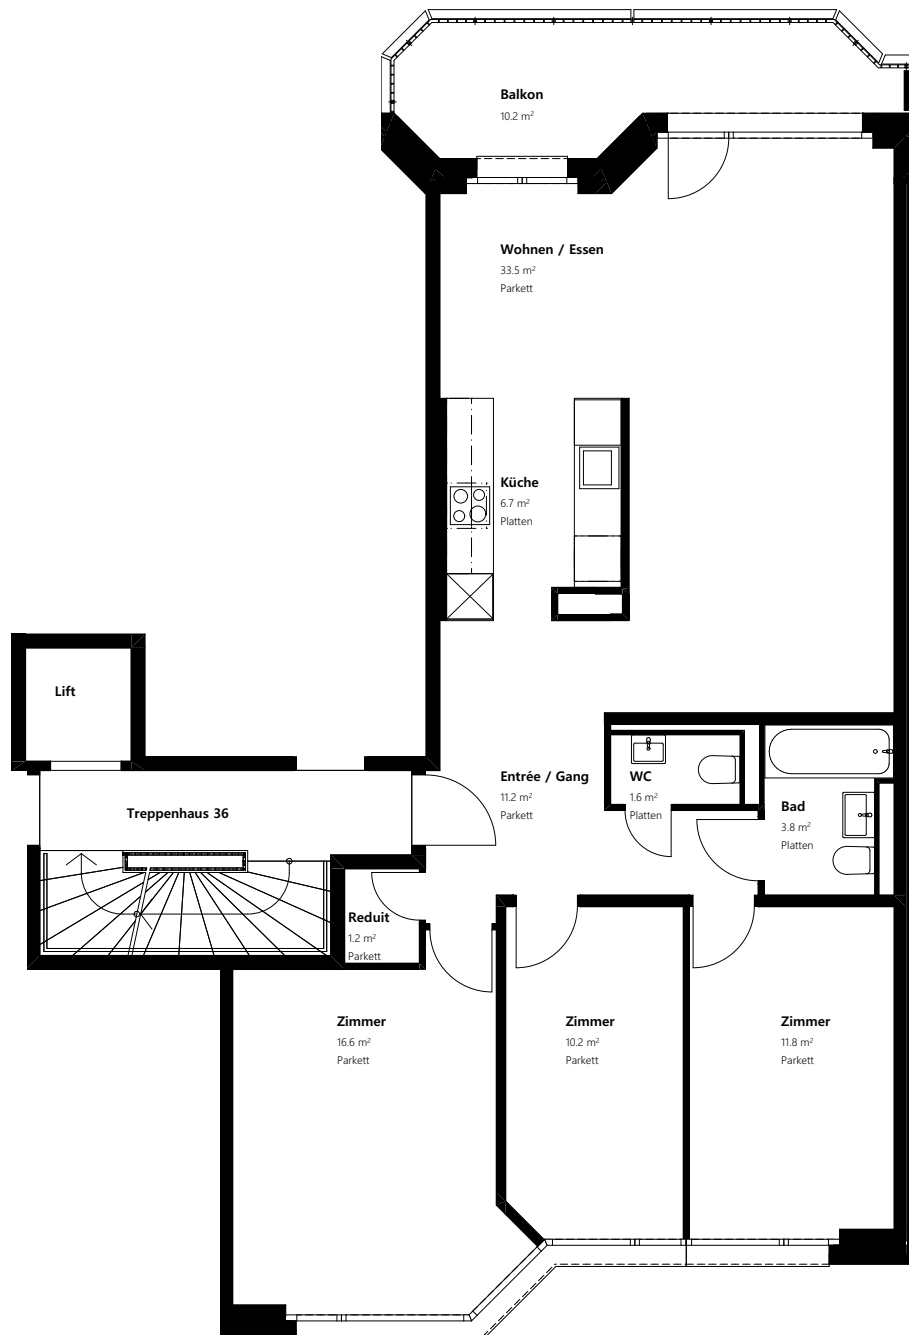 Balkon
10.2 m²
Wohnen / Essen
33.5 m²
Parkett
Küche
6.7 m²
Platten
Lift
Entrée / Gang
11.2 m²
Parkett
WC
1.6 m²
Platten
Bad
3.8 m²
Platten
Treppenhaus 36
Reduit
1.2 m²
Parkett
Zimmer
16.6 m²
Parkett
Zimmer
10.2 m²
Parkett
Zimmer
11.8 m²
Parkett